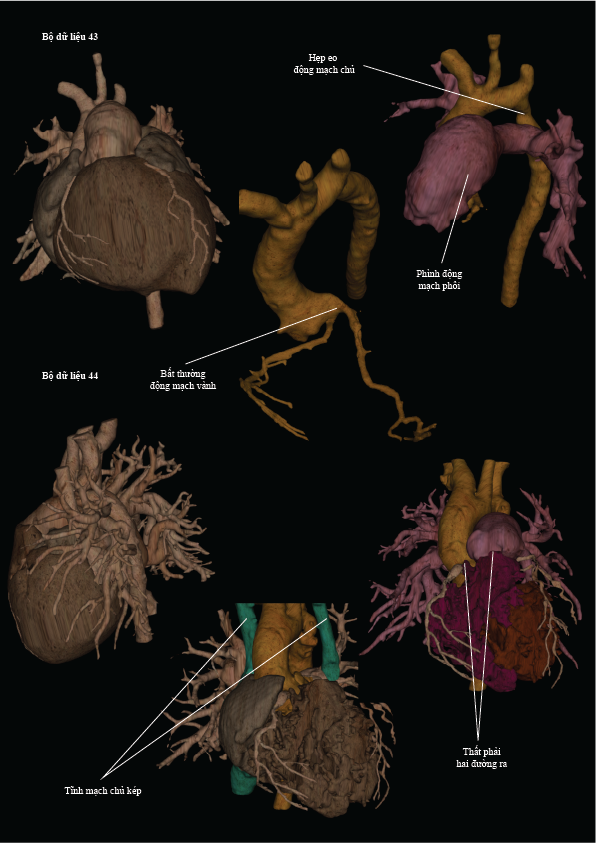 Bộ dữ liệu 43
Hẹp eo
động mạch chủ
Phình động
mạch phổi
Bất thường
động mạch vành
Bộ dữ liệu 44
Thất phải
hai đường ra
Tĩnh mạch chủ kép